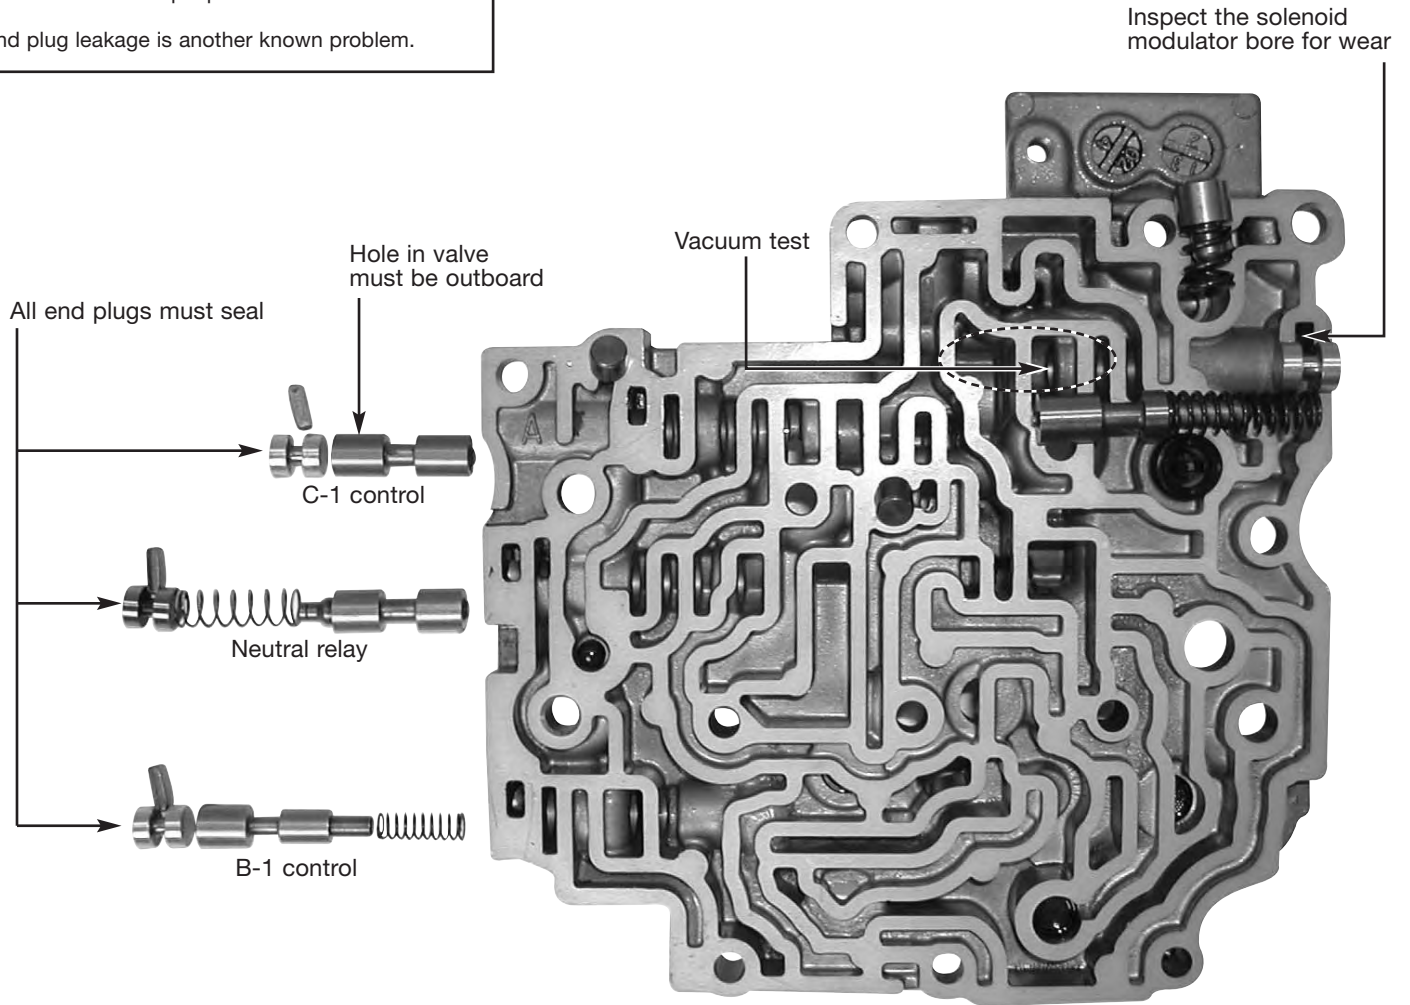 nd plug leakage is another known problem.
Inspect the solenoid
modulator bore for wear
Vacuum test
Hole in valve
must be outboard
All end plugs must seal
A
C-1 control
Neutral relay
B-1 control